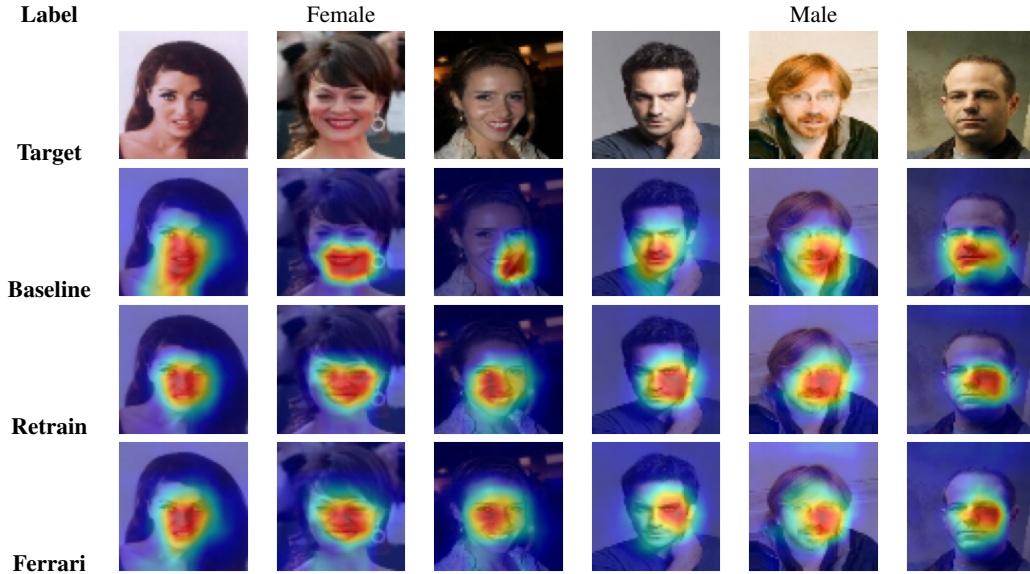 Label Female Male
Target
Baseline
Retrain
Ferrari